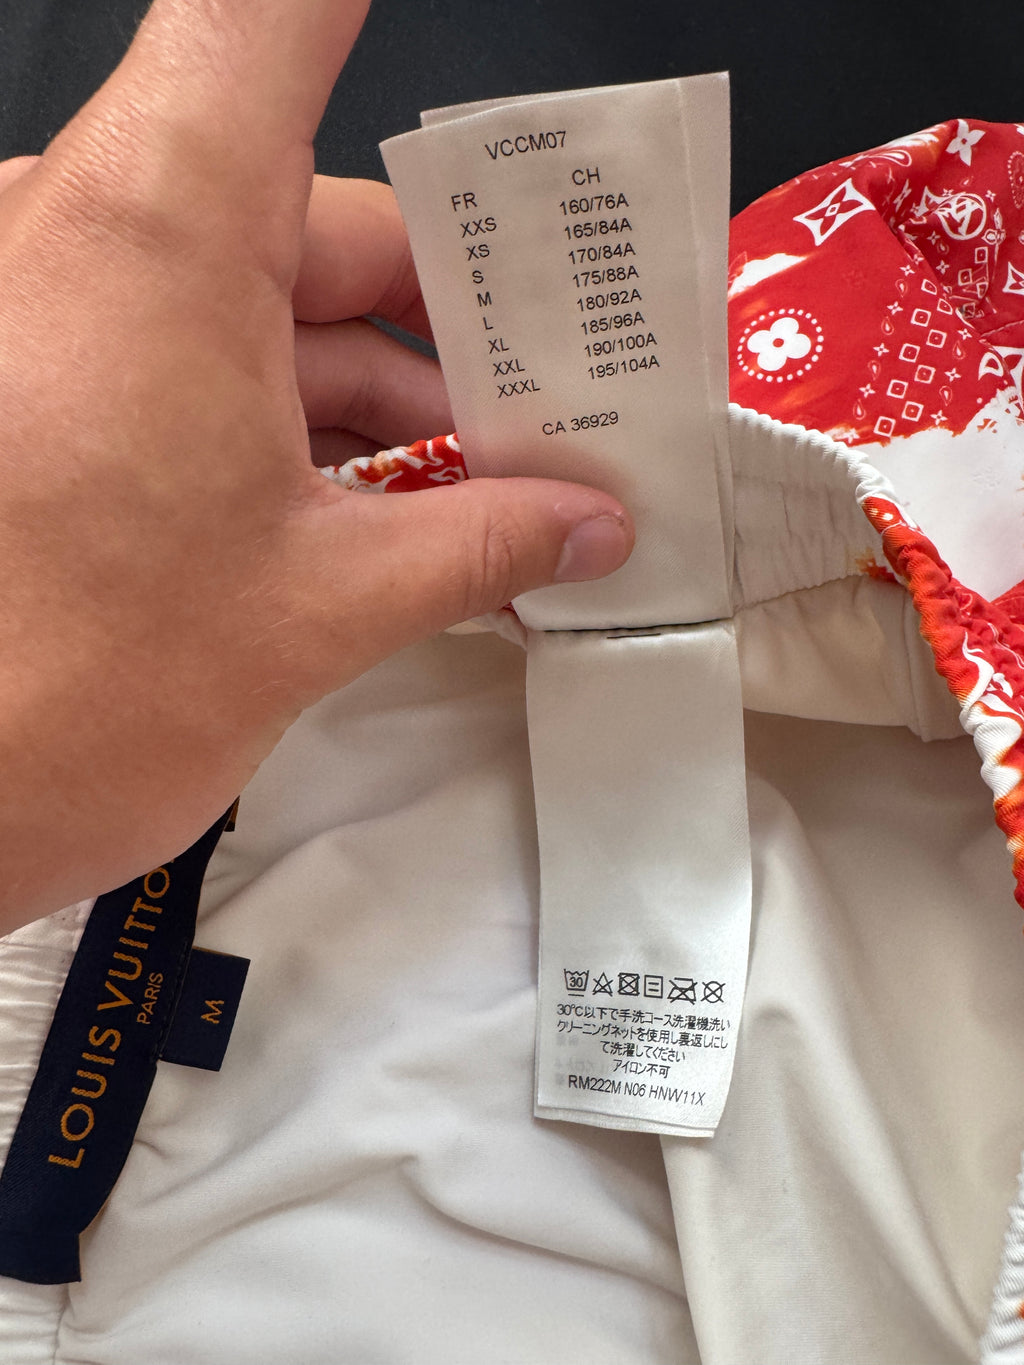 VCCM07
FR CH
XXS 160/76A
XS 165/84A
S 170/84A
M 175/88A
L 180/92A
XL 185/96A
XXL 190/100A
XXXL 195/104A
CA 36929
LOUIS VUITTO
PARIS
M
30
30℃以下で手洗コース洗濯機洗い
クリーニングネットを使用し裏返しにし
て洗濯してください
アイロン不可
RM222M N06 HNW11X